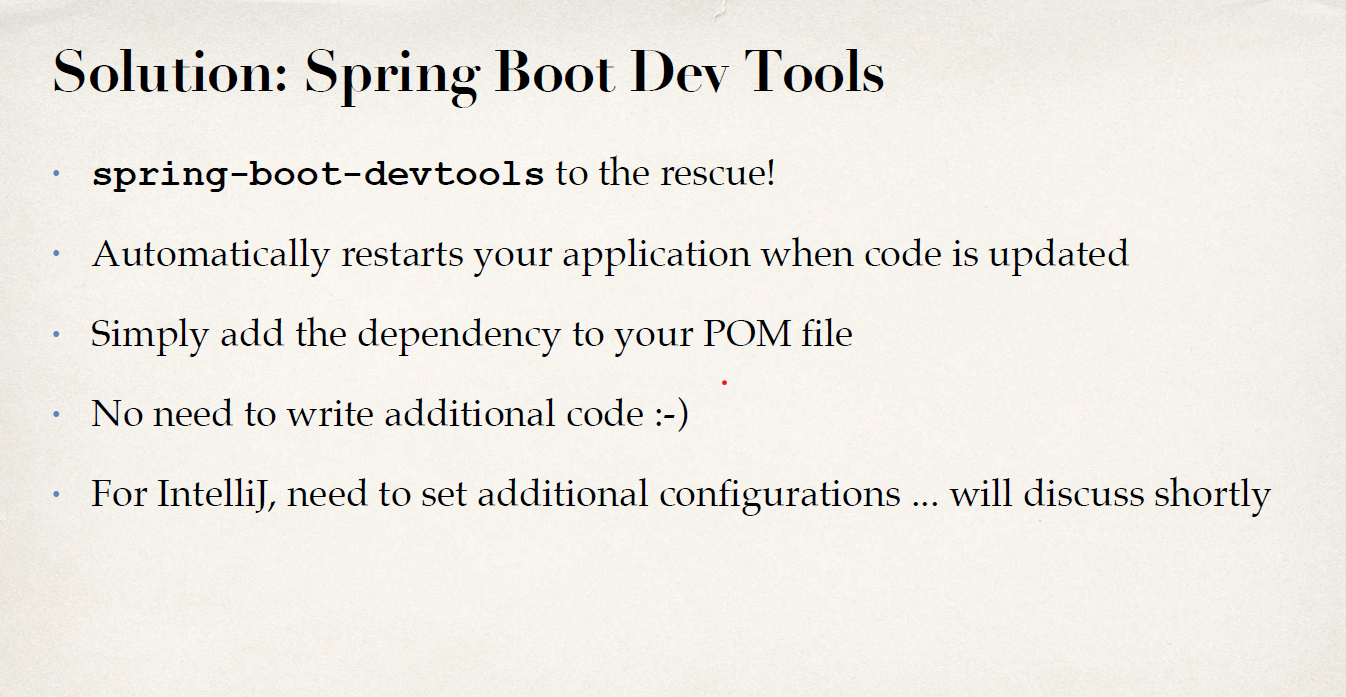 Solution: Spring Boot Dev Tools
• spring-boot-devtools to the rescue!
• Automatically restarts your application when code is updated
• Simply add the dependency to your POM file
• No need to write additional code :-)
• For IntelliJ, need to set additional configurations ... will discuss shortly